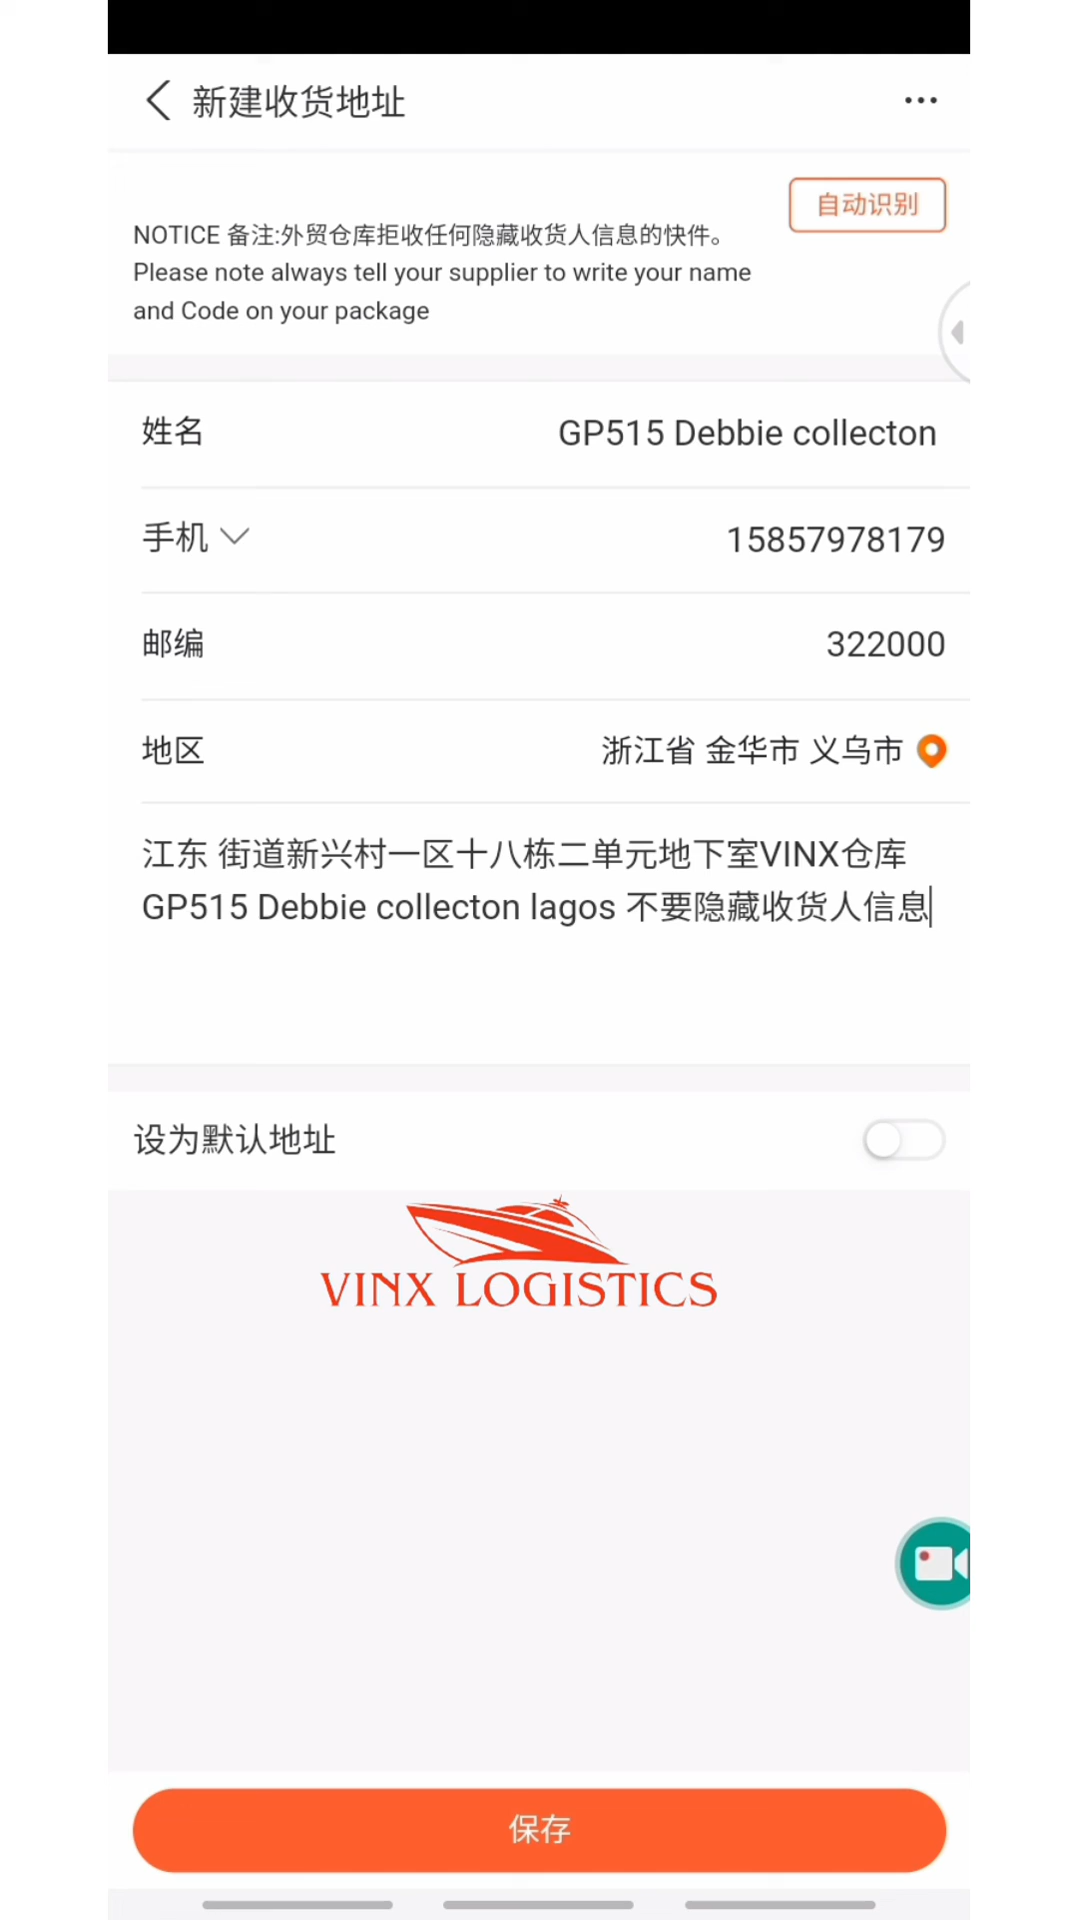 新建收货地址
自动识别
NOTICE 备注:外贸仓库拒收任何隐藏收货人信息的快件。
Please note always tell your supplier to write your name
and Code on your package
姓名 GP515 Debbie collecton
手机 15857978179
邮编 322000
地区 浙江省 金华市 义乌市
江东 街道新兴村一区十八栋二单元地下室VINX仓库
GP515 Debbie collecton lagos 不要隐藏收货人信息
设为默认地址
VINX LOGISTICS
保存